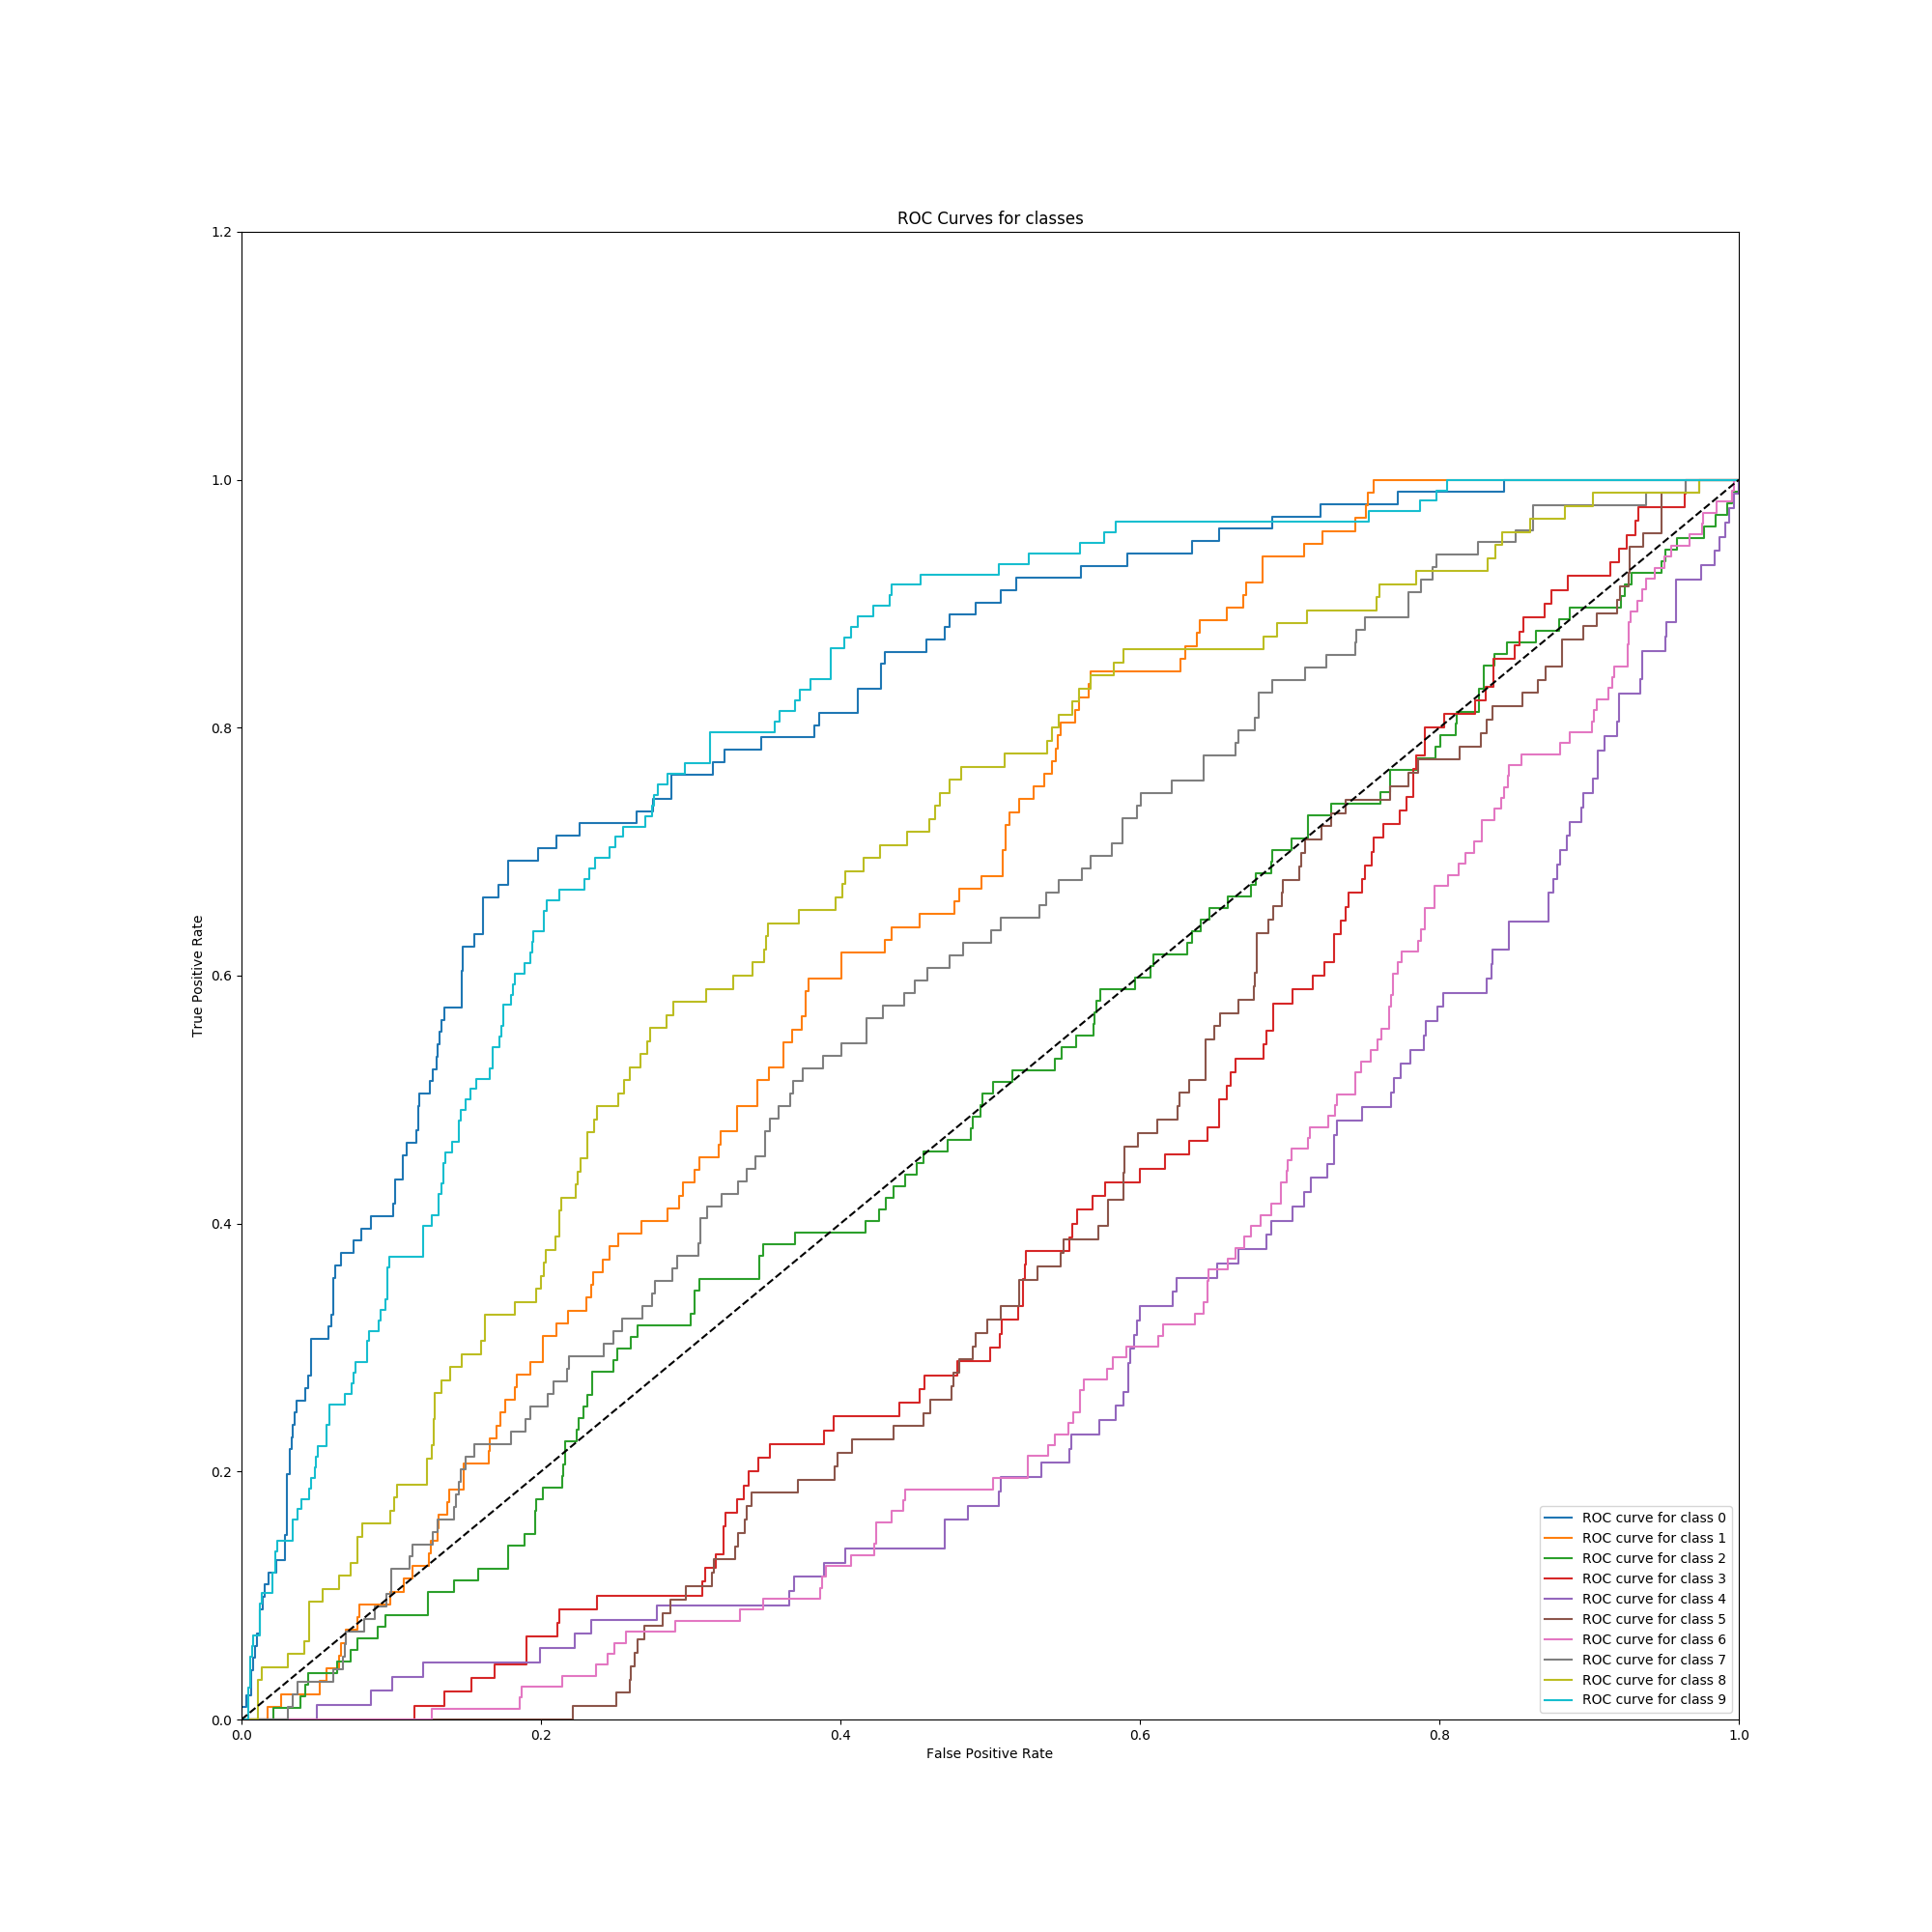 ROC Curves for classes
1.2
1.0
0.8
0.6
0.4
0.2
0.0
True Positive Rate
0.0 0.2 0.4 0.6 0.8 1.0
False Positive Rate
ROC curve for class 0
ROC curve for class 1
ROC curve for class 2
ROC curve for class 3
ROC curve for class 4
ROC curve for class 5
ROC curve for class 6
ROC curve for class 7
ROC curve for class 8
ROC curve for class 9